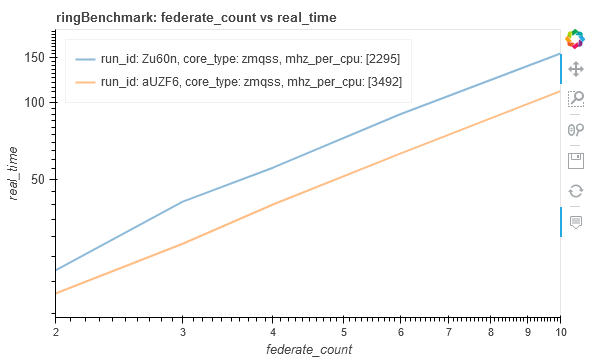 ringBenchmark: federate_count vs real_time
run_id: Zu60n, core_type: zmqss, mhz_per_cpu: [2295]
run_id: aUZF6, core_type: zmqss, mhz_per_cpu: [3492]
150
100
50
real_time
2 3 4 5 6 7 8 9 10
federate_count